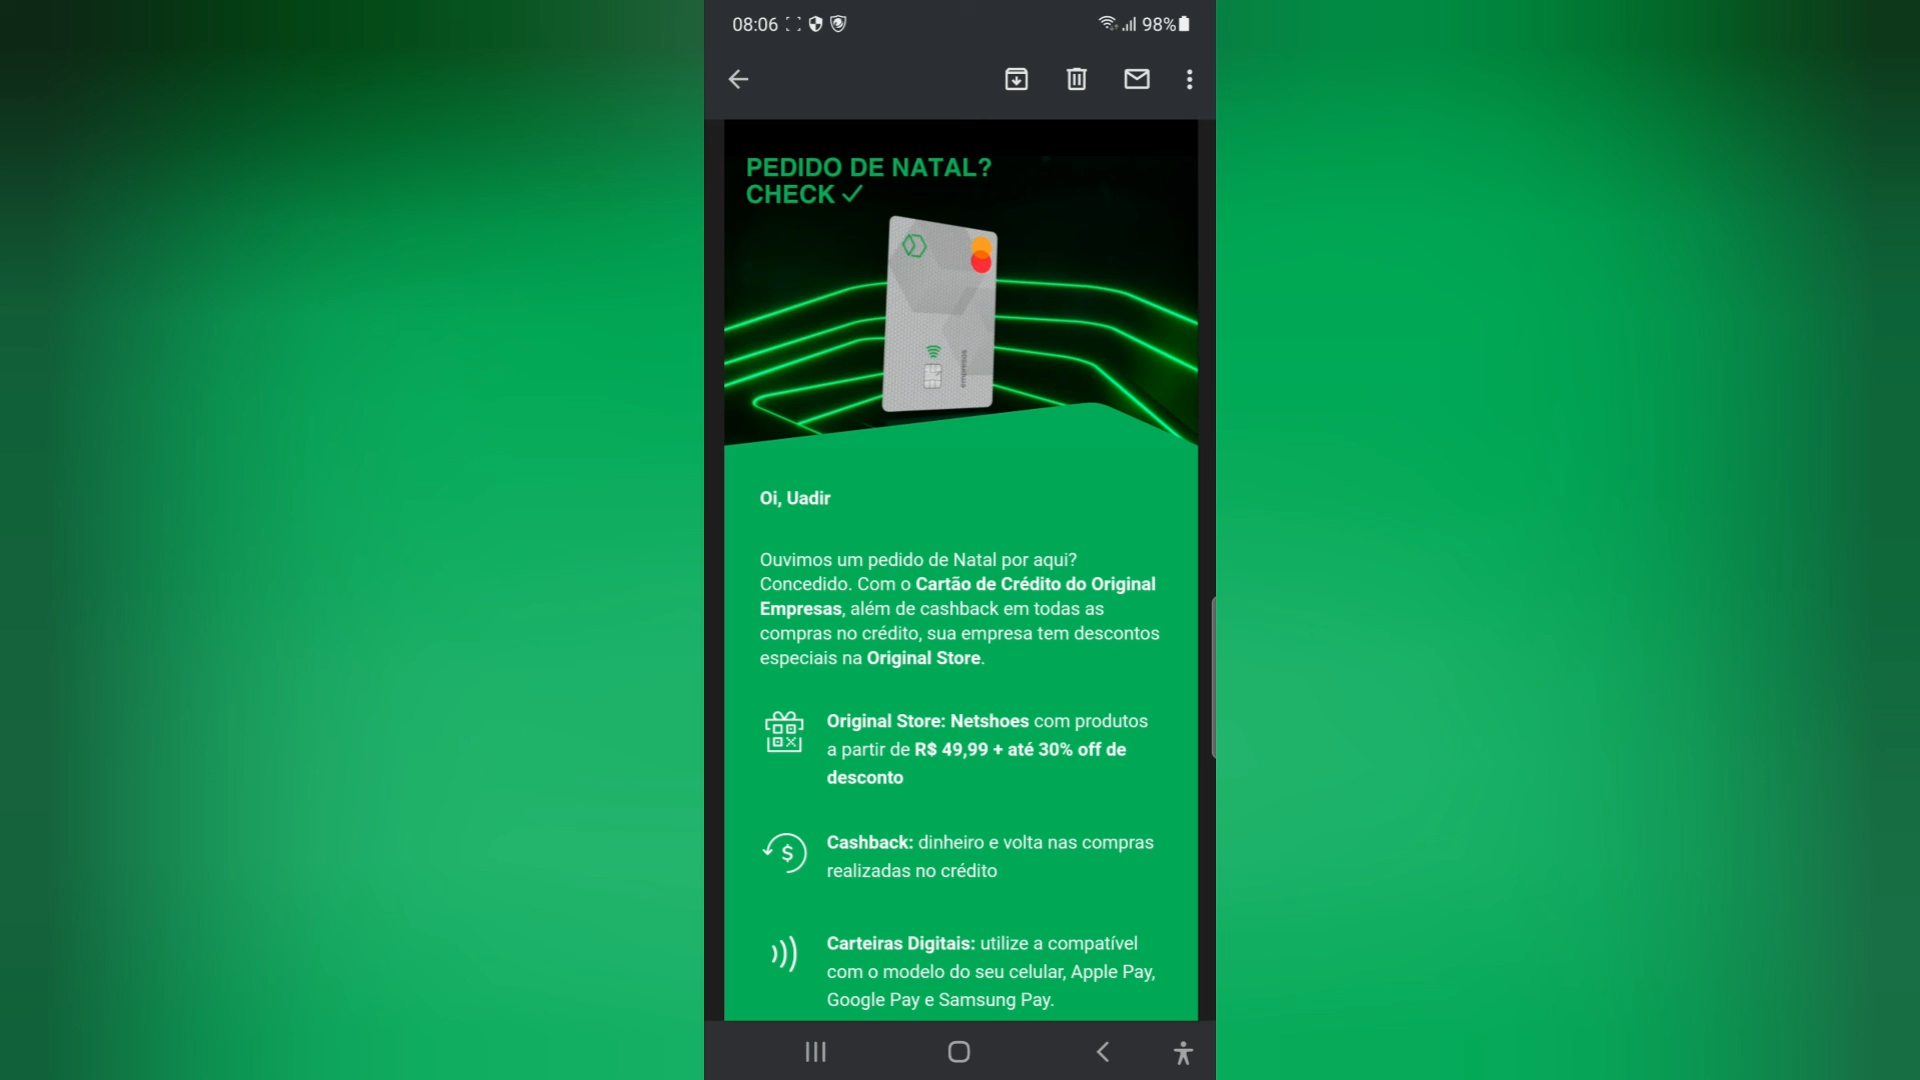 08:06
98%
PEDIDO DE NATAL?
CHECK ✓
empresas
Oi, Uadir
Ouvimos um pedido de Natal por aqui?
Concedido. Com o Cartão de Crédito do Original
Empresas, além de cashback em todas as
compras no crédito, sua empresa tem descontos
especiais na Original Store.
Original Store: Netshoes com produtos
a partir de R$ 49,99 + até 30% off de
desconto
Cashback: dinheiro e volta nas compras
realizadas no crédito
Carteiras Digitais: utilize a compatível
com o modelo do seu celular, Apple Pay,
Google Pay e Samsung Pay.